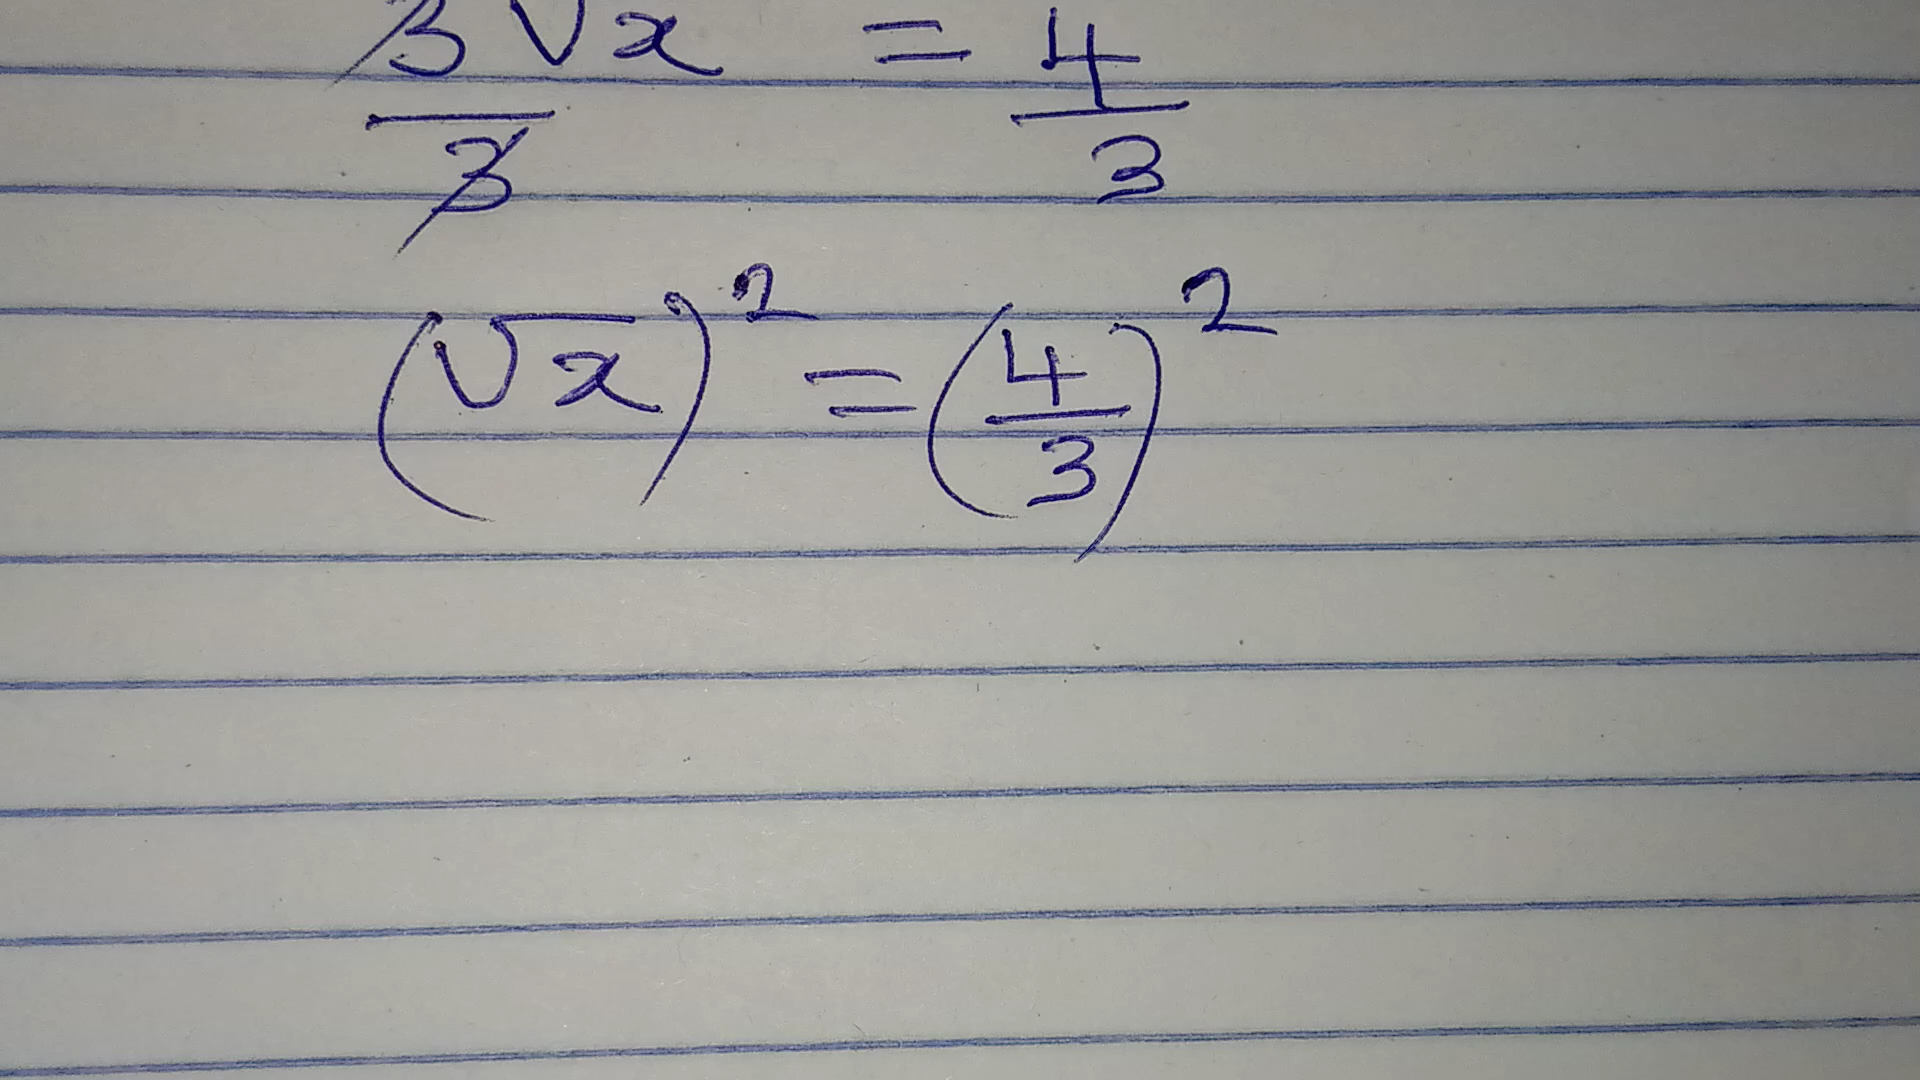 3√x/3 = 4/3
(√x)² = (4/3)²